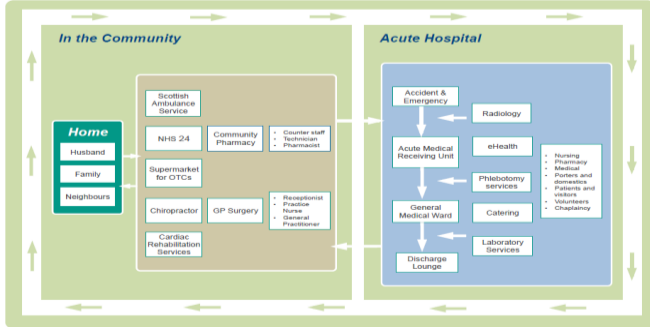 In the Community
Acute Hospital
Home
Husband
Family
Neighbours
Scottish
Ambulance
Service
NHS 24
Community
Pharmacy
• Counter staff
• Technician
• Pharmacist
Supermarket
for OTCs
Chiropractor
GP Surgery
• Receptionist
• Practice
Nurse
• General
Practitioner
Cardiac
Rehabilitation
Services
Accident &
Emergency
Radiology
Acute Medical
Receiving Unit
eHealth
Phlebotomy
services
General
Medical Ward
Catering
Laboratory
Services
Discharge
Lounge
• Nursing
• Pharmacy
• Medical
• Porters and
domestics
• Patients and
visitors
• Volunteers
• Chaplaincy